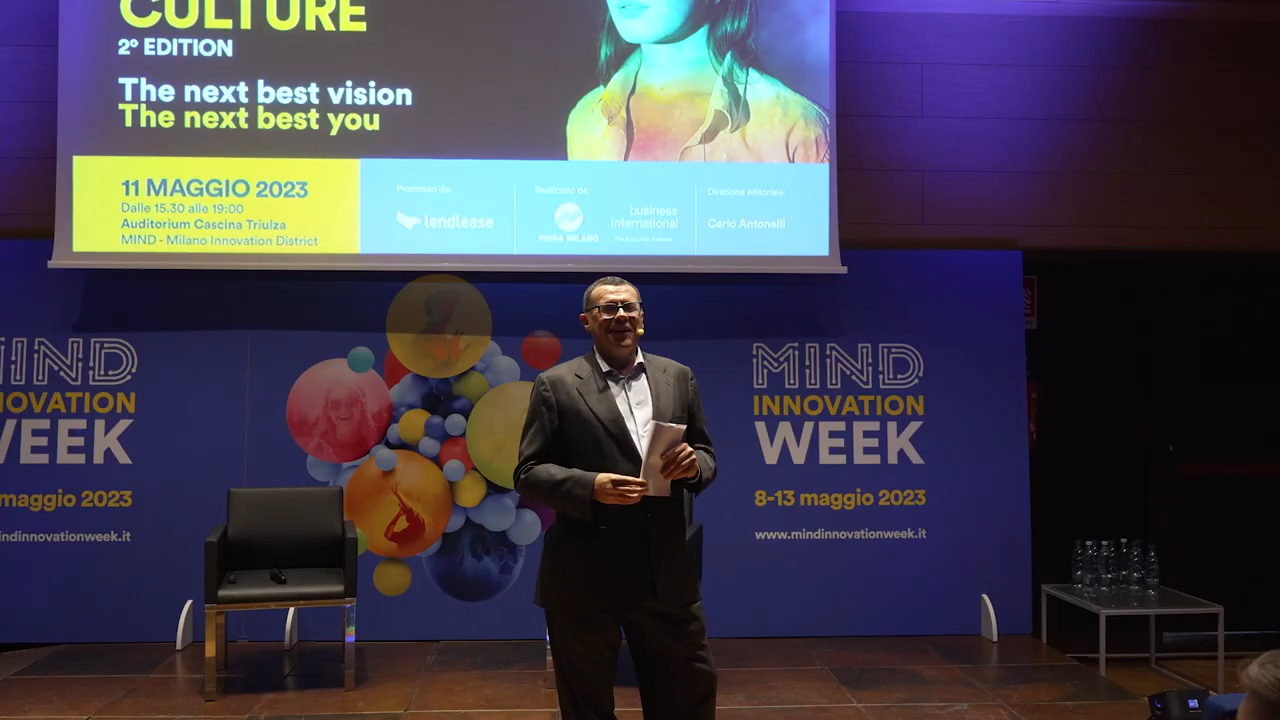 CULTURE
2° EDITION
The next best vision
The next best you
11 MAGGIO 2023
Dalle 15.30 alle 19:00
Auditorium Cascina Triulza
MIND - Milano Innovation District
Promosso da:
lendlease
Realizzato da:
FIERA MILANO
business
international
Direzione editoriale:
Carlo Antonelli
MIND
INNOVATION
WEEK
maggio 2023
indinnovationweek.it
MIND
INNOVATION
WEEK
8-13 maggio 2023
www.mindinnovationweek.it